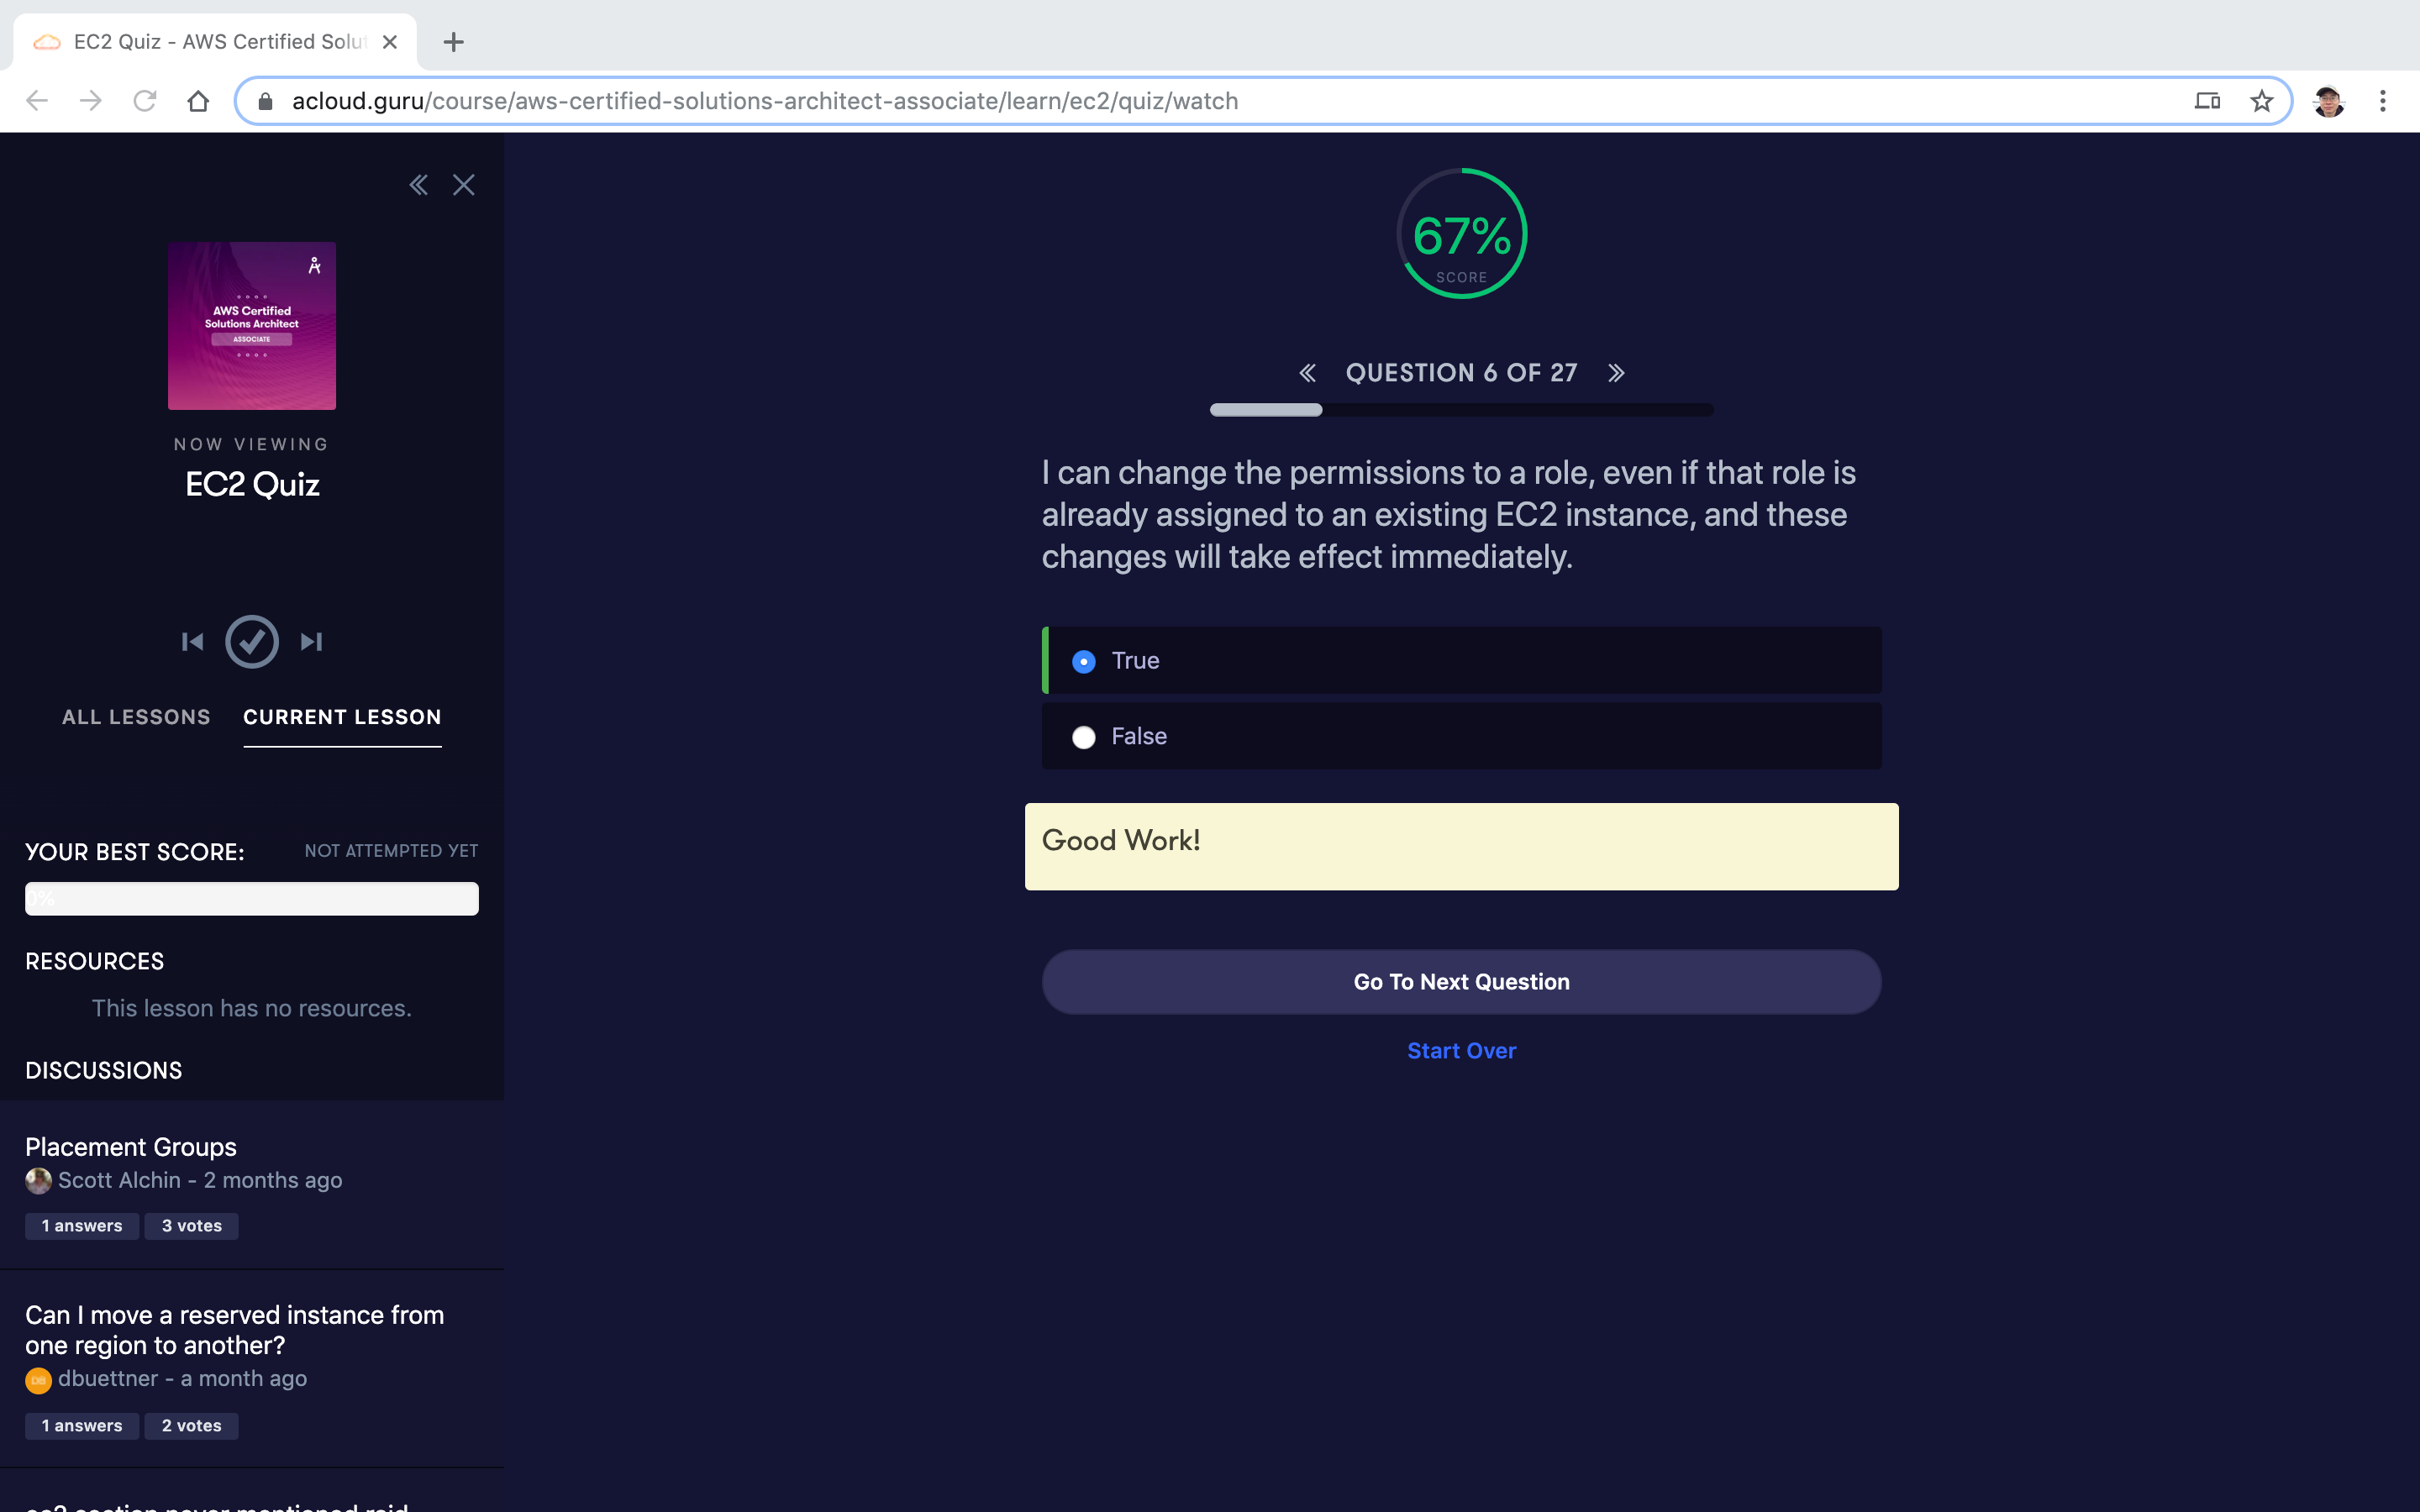 EC2 Quiz - AWS Certified Solut
acloud.guru/course/aws-certified-solutions-architect-associate/learn/ec2/quiz/watch
AWS Certified
Solutions Architect
ASSOCIATE
NOW VIEWING
EC2 Quiz
ALL LESSONS
CURRENT LESSON
YOUR BEST SCORE:
NOT ATTEMPTED YET
0%
RESOURCES
This lesson has no resources.
DISCUSSIONS
Placement Groups
Scott Alchin - 2 months ago
1 answers
3 votes
Can I move a reserved instance from
one region to another?
dbuettner - a month ago
1 answers
2 votes
ec2 section never mentioned raid
67%
SCORE
QUESTION 6 OF 27
I can change the permissions to a role, even if that role is
already assigned to an existing EC2 instance, and these
changes will take effect immediately.
True
False
Good Work!
Go To Next Question
Start Over